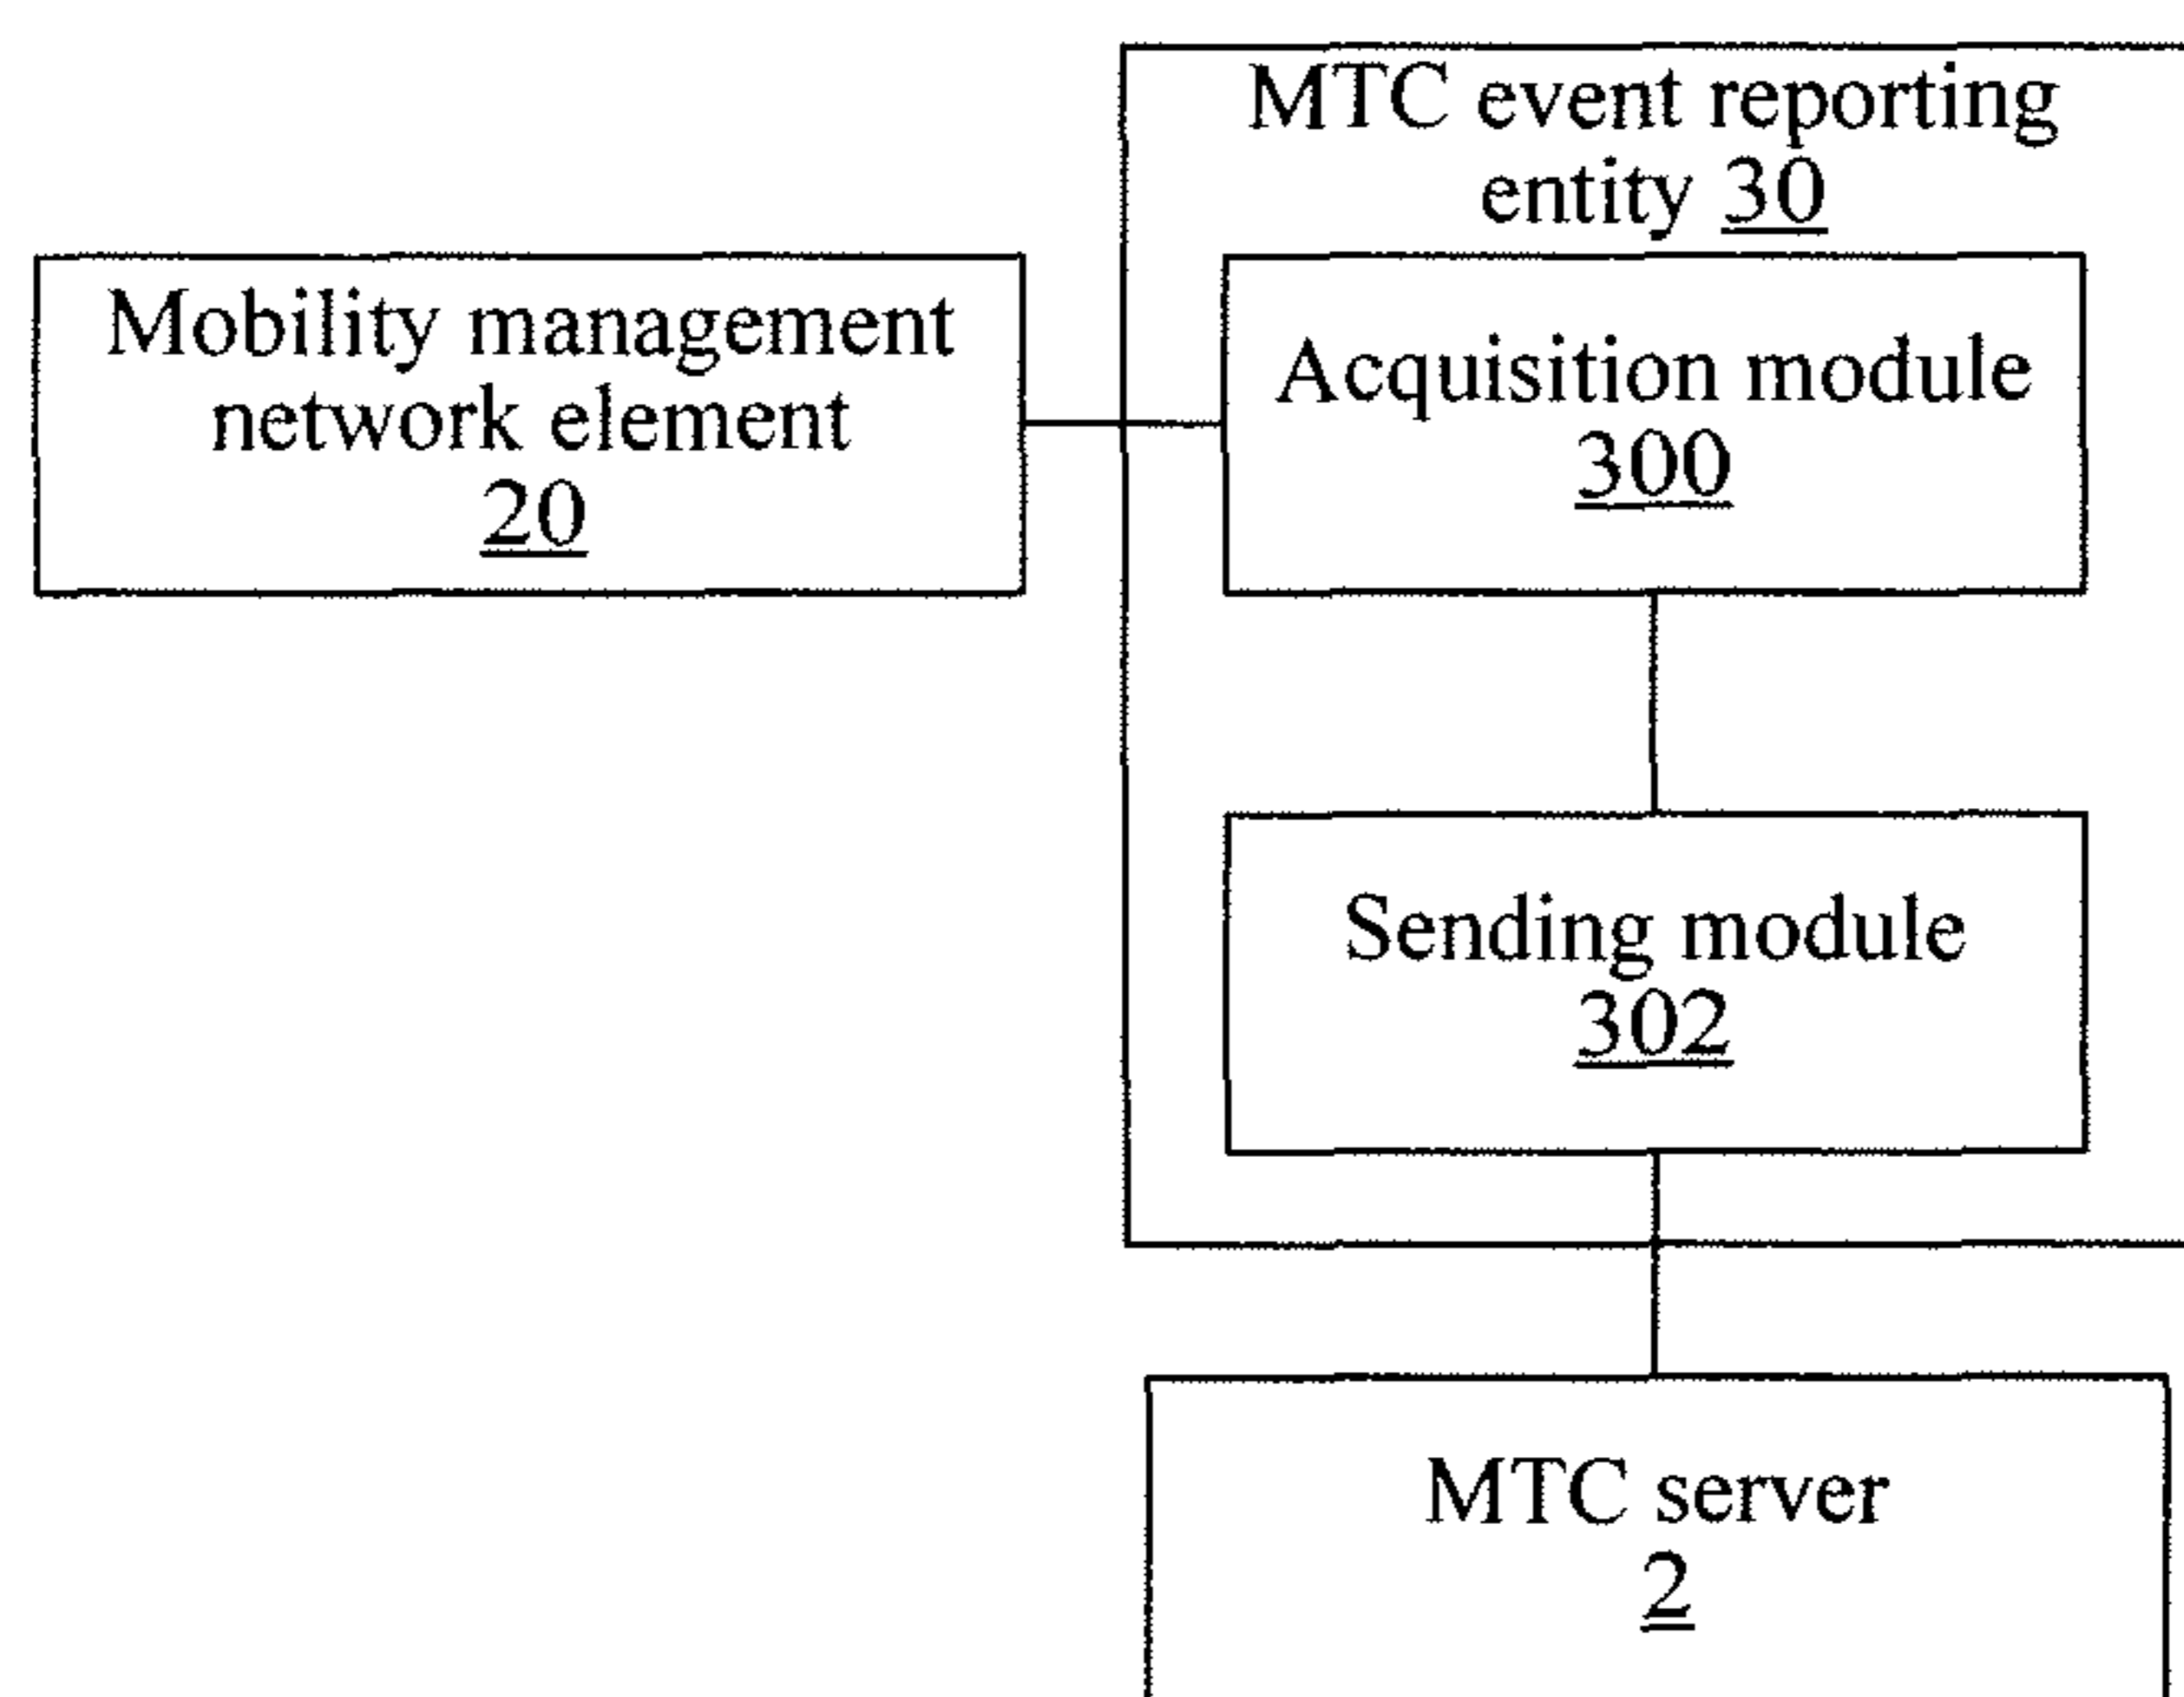 MTC event reporting
entity 30
Mobility management
network element
20
Acquisition module
300
Sending module
302
MTC server
2